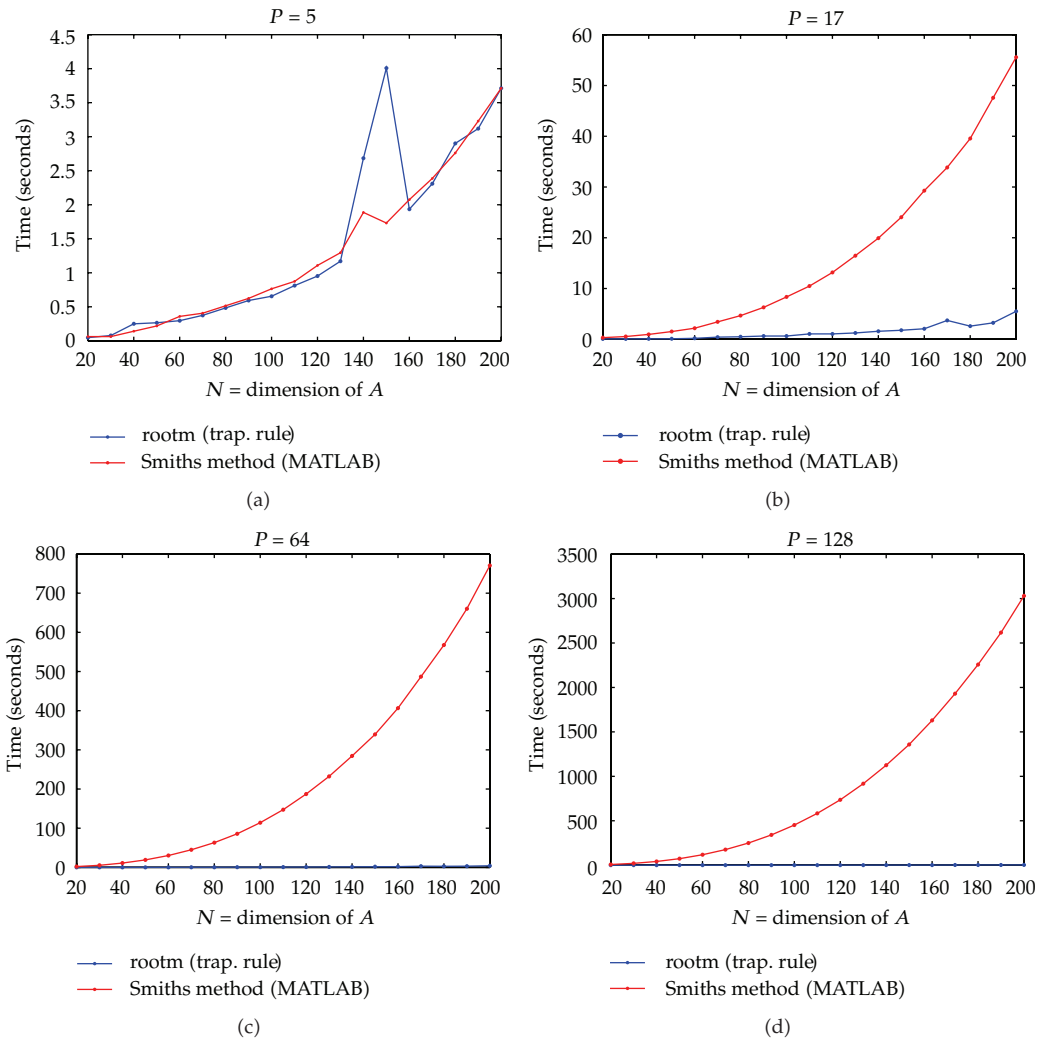 P = 5
4.5
4
3.5
3
2.5
2
1.5
1
0.5
0
20 40 60 80 100 120 140 160 180 200
Time (seconds)
N = dimension of A
rootm (trap. rule)
Smiths method (MATLAB)
(a)
P = 17
60
50
40
30
20
10
0
20 40 60 80 100 120 140 160 180 200
Time (seconds)
N = dimension of A
rootm (trap. rule)
Smiths method (MATLAB)
(b)
P = 64
800
700
600
500
400
300
200
100
0
20 40 60 80 100 120 140 160 180 200
Time (seconds)
N = dimension of A
rootm (trap. rule)
Smiths method (MATLAB)
(c)
P = 128
3500
3000
2500
2000
1500
1000
500
0
20 40 60 80 100 120 140 160 180 200
Time (seconds)
N = dimension of A
rootm (trap. rule)
Smiths method (MATLAB)
(d)